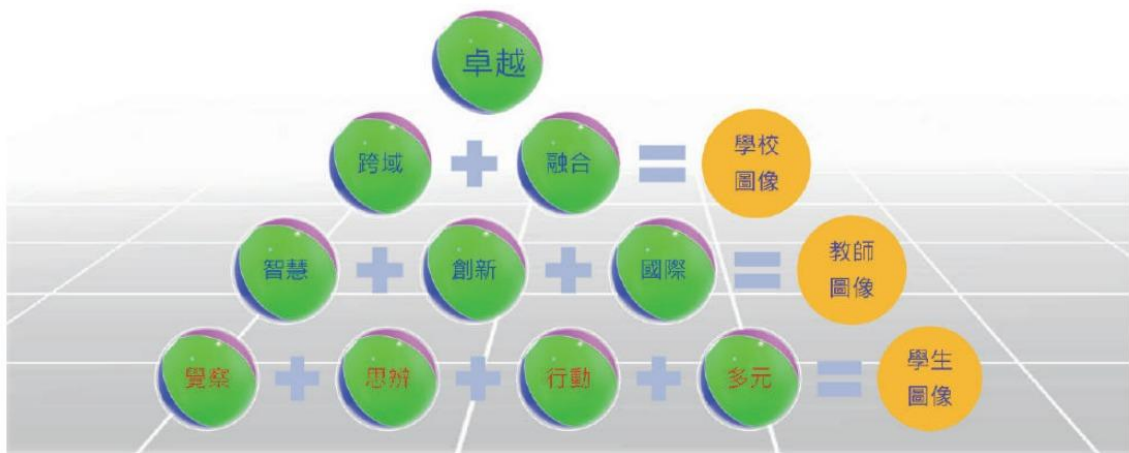 卓越
跨域 + 融合 = 學校圖像
智慧 + 創新 + 國際 = 教師圖像
覺察 + 思辨 + 行動 + 多元 = 學生圖像